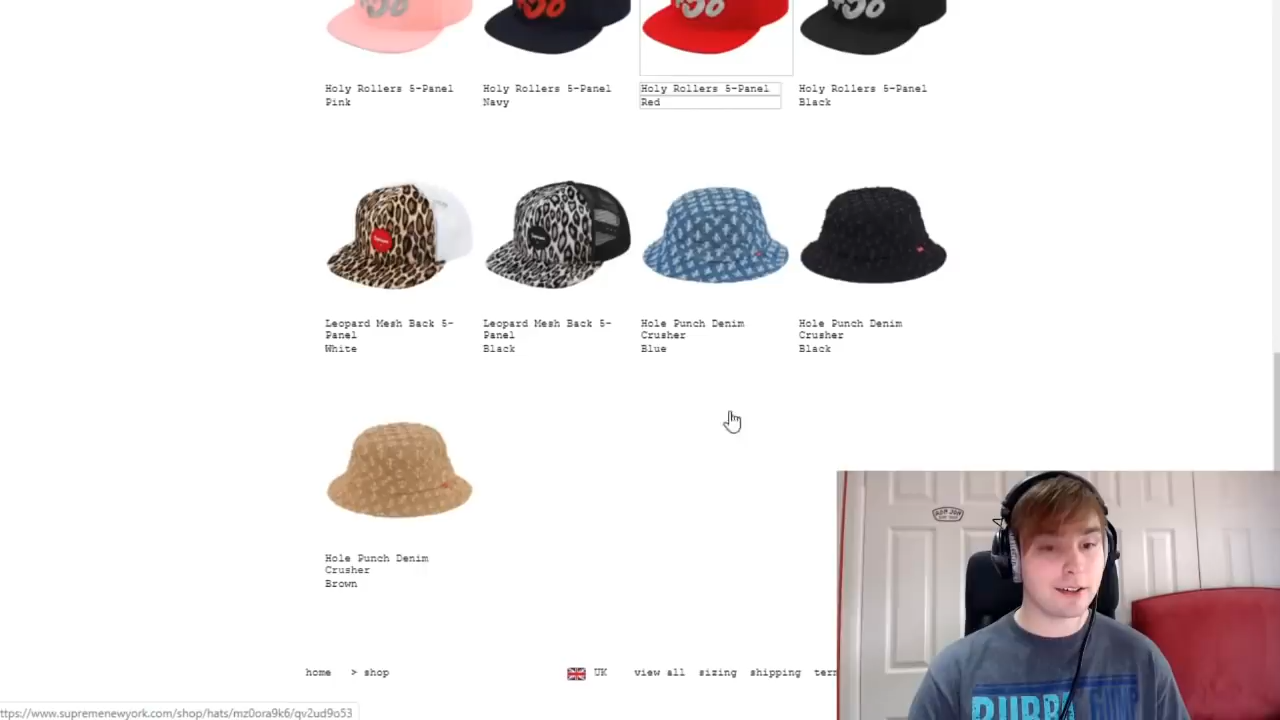 Holy Rollers 5-Panel
Pink
Holy Rollers 5-Panel
Navy
Holy Rollers 5-Panel
Red
Holy Rollers 5-Panel
Black
Leopard Mesh Back 5-
Panel
White
Leopard Mesh Back 5-
Panel
Black
Hole Punch Denim
Crusher
Blue
Hole Punch Denim
Crusher
Black
Hole Punch Denim
Crusher
Brown
home > shop
UK view all sizing shipping ter
ttps://www.supremenewyork.com/shop/hats/mz0ora9k6/qv2ud9o53